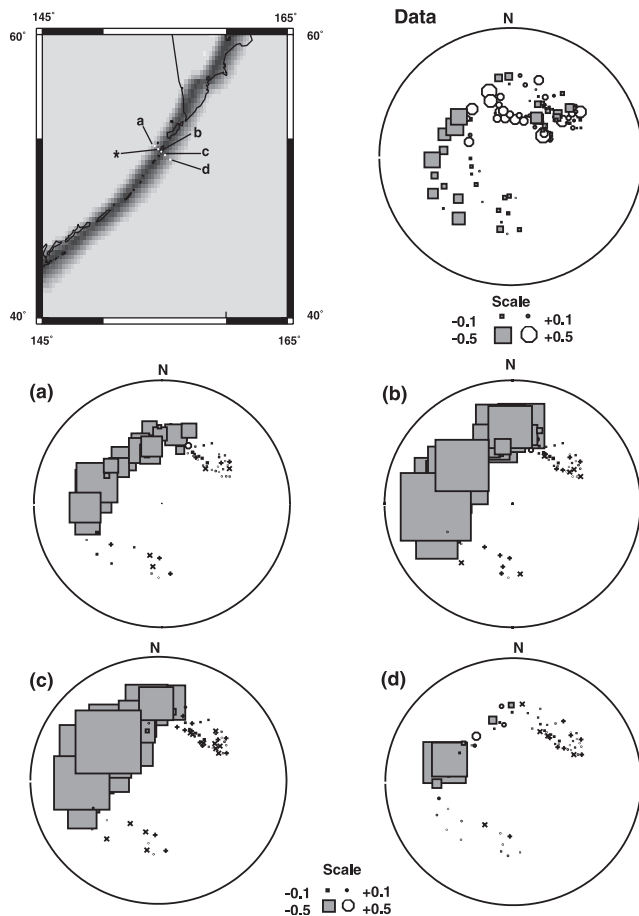 145° 165° Data N
60° 60°
a
b
*
c
d
40° 40°
145° 165°
Scale
-0.1 +0.1
-0.5 +0.5
(a) N (b) N
(c) N (d) N
Scale
-0.1 +0.1
-0.5 +0.5